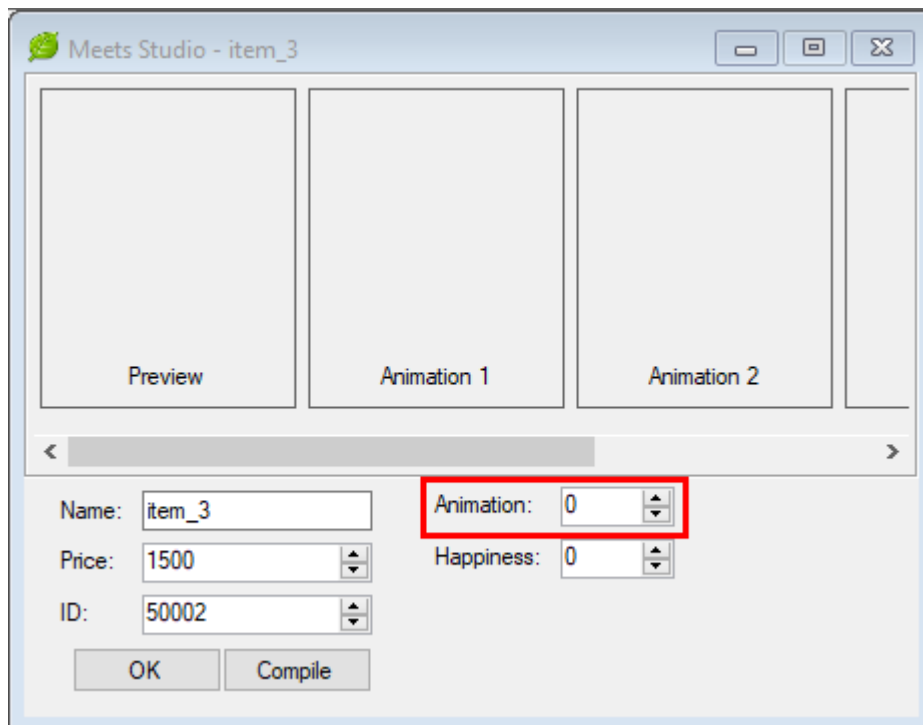 Meets Studio - item_3
Preview
Animation 1
Animation 2
Name: item_3
Animation: 0
Price: 1500
Happiness: 0
ID: 50002
OK
Compile